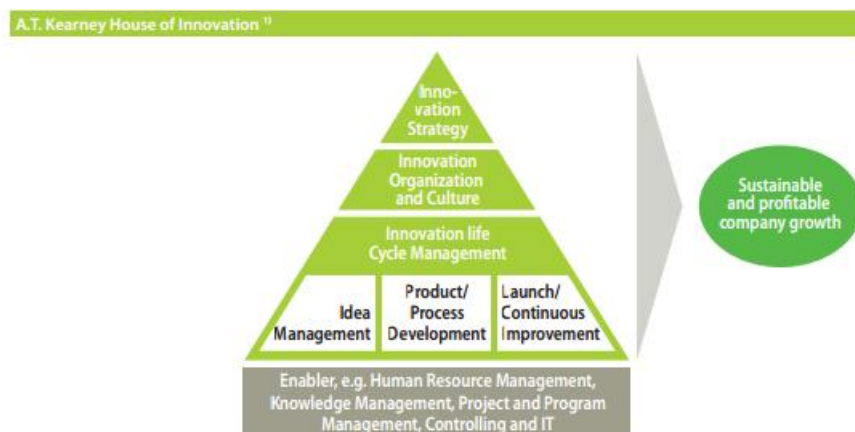 A.T. Kearney House of Innovation 1)
Inno-
vation
Strategy
Innovation
Organization
and Culture
Innovation life
Cycle Management
Idea
Management
Product/
Process
Development
Launch/
Continuous
Improvement
Enabler, e.g. Human Resource Management,
Knowledge Management, Project and Program
Management, Controlling and IT
Sustainable
and profitable
company growth